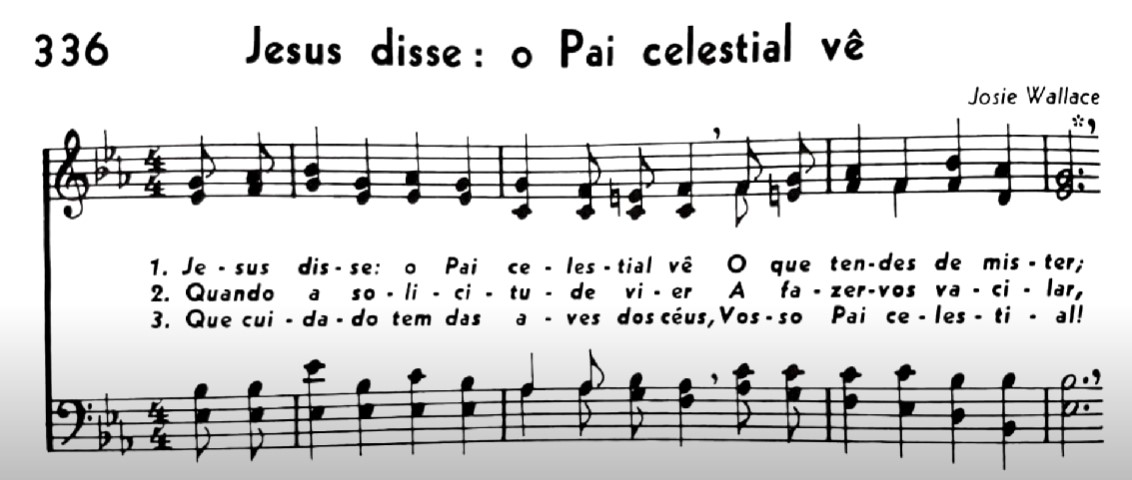 336 Jesus disse: o Pai celestial vê
Josie Wallace
4
4
1. Je - sus dis - se: o Pai ce - les - tial vê O que ten - des de mis - ter;
2. Quando a so - li - ci - tu - de vi - er A fa - zer-vos va - ci - lar,
3. Que cui - da - do tem das a - ves dos céus, Vos - so Pai ce - les - ti - al!
4
4